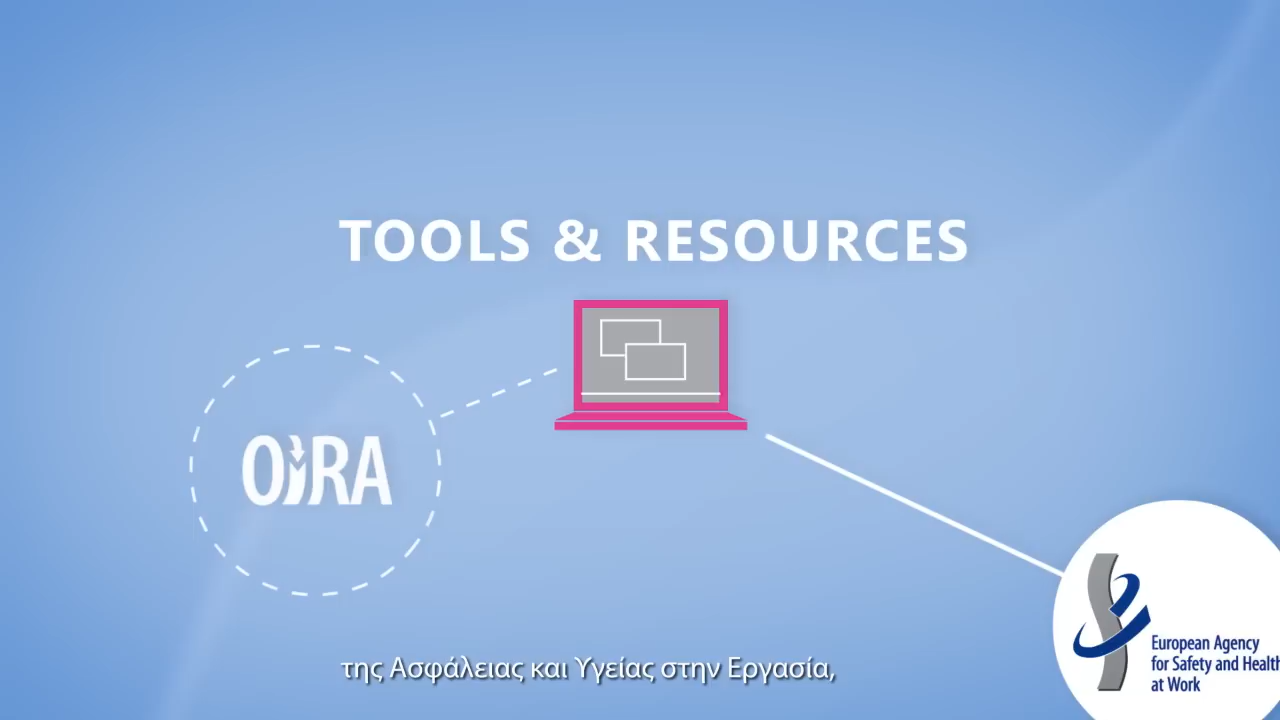 TOOLS & RESOURCES
OiRA
European Agency
for Safety and Health
at Work
της Ασφάλειας και Υγείας στην Εργασία,